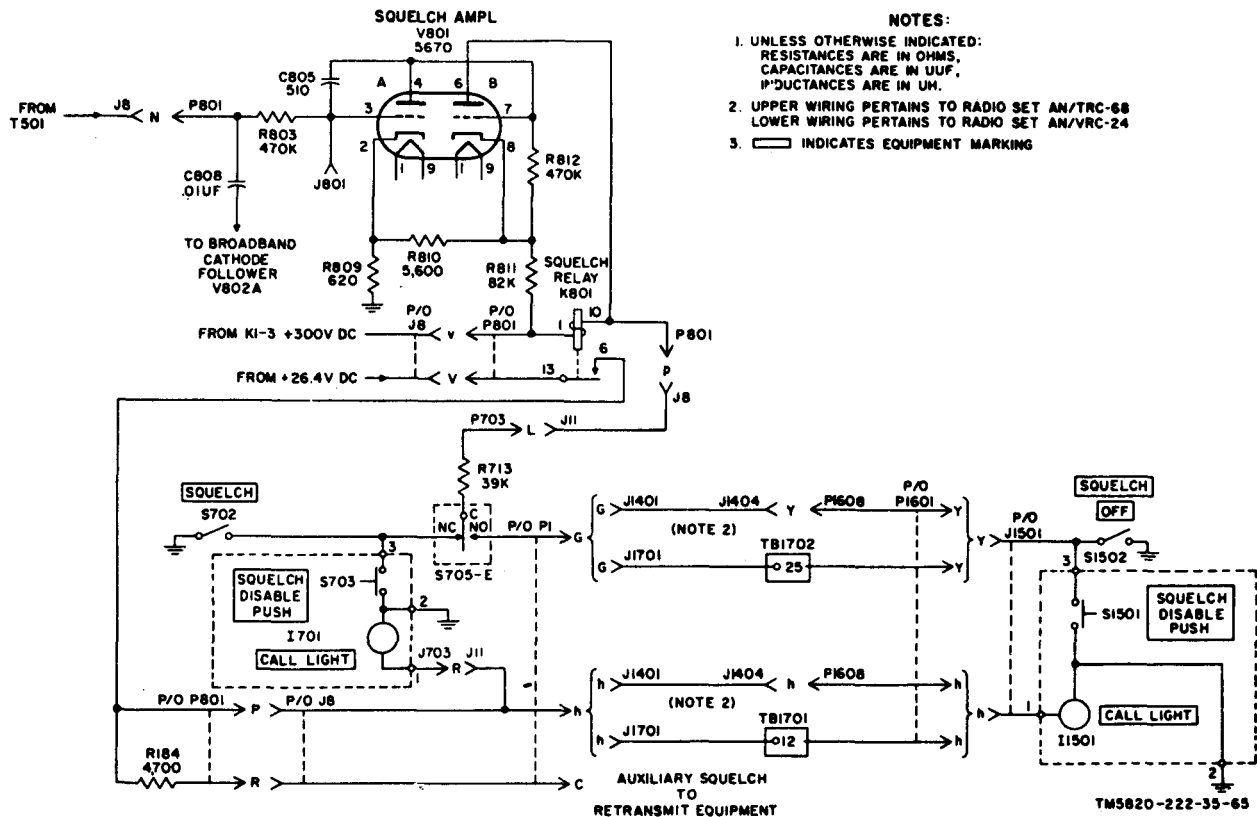 SQUELCH AMPL
V801
5670
NOTES:
1. UNLESS OTHERWISE INDICATED:
RESISTANCES ARE IN OHMS,
CAPACITANCES ARE IN UUF,
INDUCTANCES ARE IN UH.
2. UPPER WIRING PERTAINS TO RADIO SET AN/TRC-68
LOWER WIRING PERTAINS TO RADIO SET AN/VRC-24
3. INDICATES EQUIPMENT MARKING
C805
510
A 4 6 B
FROM
T501
J8 N P801
R803
470K
3 7
2 8
1 9 1 9
J801
C808
.01UF
R812
470K
TO BROADBAND
CATHODE
FOLLOWER
V802A
R809
620
R810
5,600
R811
82K
SQUELCH
RELAY
K801
10
1
P/O
J8
P/O
P801
FROM K1-3 +300V DC
v
FROM +26.4V DC
V
13
6
P801
p
J8
P703 L J11
R713
39K
SQUELCH
S702
C
NC NO
S705-E
P/O P1
G
G J1401 J1404 Y P1608
P/O
P1601
Y
(NOTE 2)
G J1701
TB1702
25
Y
Y
P/O
J1501
SQUELCH
OFF
S1502
3
S703
SQUELCH
DISABLE
PUSH
2
I701
CALL LIGHT
J703 R J11
1
3
S1501
SQUELCH
DISABLE
PUSH
P/O P801 P P/O J8
h
h J1401 J1404 h P1608 h
(NOTE 2)
h J1701
TB1701
12
h
h
1
I1501
CALL LIGHT
2
R184
4,700
R
C
AUXILIARY SQUELCH
TO
RETRANSMIT EQUIPMENT
TM5820-222-35-65